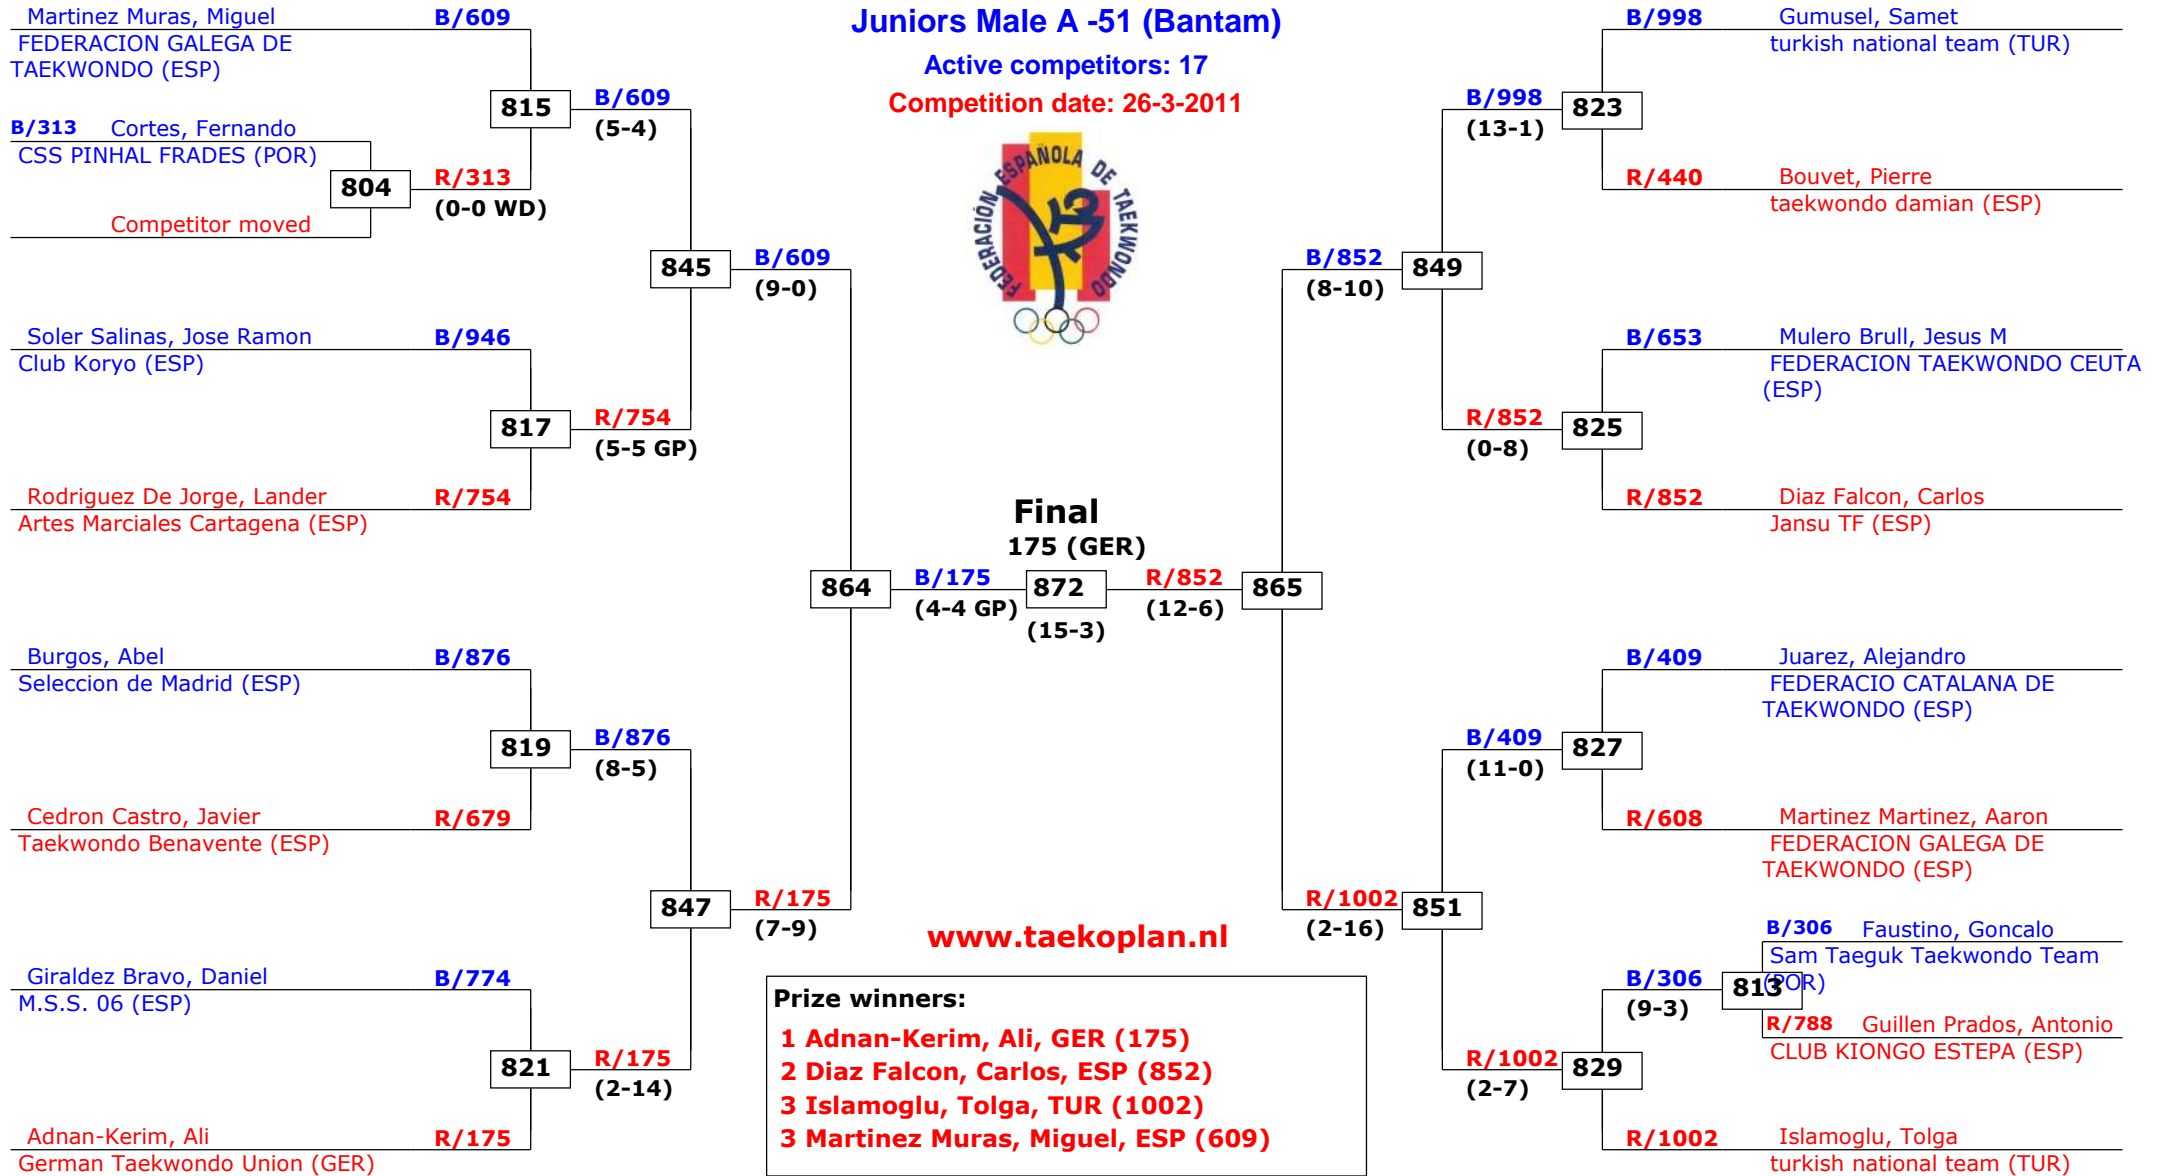 Juniors Male A -51 (Bantam)
Active competitors: 17
Competition date: 26-3-2011
FEDERACIÓN ESPAÑOLA DE TAEKWONDO
Martinez Muras, Miguel B/609
FEDERACION GALEGA DE
TAEKWONDO (ESP)
815
B/609
(5-4)
B/313 Cortes, Fernando
CSS PINHAL FRADES (POR)
804
R/313
(0-0 WD)
Competitor moved
845
B/609
(9-0)
Soler Salinas, Jose Ramon B/946
Club Koryo (ESP)
817
R/754
(5-5 GP)
Rodriguez De Jorge, Lander R/754
Artes Marciales Cartagena (ESP)
864
B/175
(4-4 GP)
Burgos, Abel B/876
Seleccion de Madrid (ESP)
819
B/876
(8-5)
Cedron Castro, Javier R/679
Taekwondo Benavente (ESP)
847
R/175
(7-9)
Giraldez Bravo, Daniel B/774
M.S.S. 06 (ESP)
821
R/175
(2-14)
Adnan-Kerim, Ali R/175
German Taekwondo Union (GER)
Final
175 (GER)
872
(15-3)
R/852
(12-6)
865
B/998 Gumusel, Samet
turkish national team (TUR)
B/998
(13-1)
823
R/440 Bouvet, Pierre
taekwondo damian (ESP)
B/852
(8-10)
849
B/653 Mulero Brull, Jesus M
FEDERACION TAEKWONDO CEUTA
(ESP)
R/852
(0-8)
825
R/852 Diaz Falcon, Carlos
Jansu TF (ESP)
B/409 Juarez, Alejandro
FEDERACIO CATALANA DE
TAEKWONDO (ESP)
B/409
(11-0)
827
R/608 Martinez Martinez, Aaron
FEDERACION GALEGA DE
TAEKWONDO (ESP)
R/1002
(2-16)
851
B/306 Faustino, Goncalo
Sam Taeguk Taekwondo Team
(POR)
B/306
(9-3)
813
R/788 Guillen Prados, Antonio
CLUB KIONGO ESTEPA (ESP)
R/1002
(2-7)
829
R/1002 Islamoglu, Tolga
turkish national team (TUR)
www.taekoplan.nl
Prize winners:
1 Adnan-Kerim, Ali, GER (175)
2 Diaz Falcon, Carlos, ESP (852)
3 Islamoglu, Tolga, TUR (1002)
3 Martinez Muras, Miguel, ESP (609)